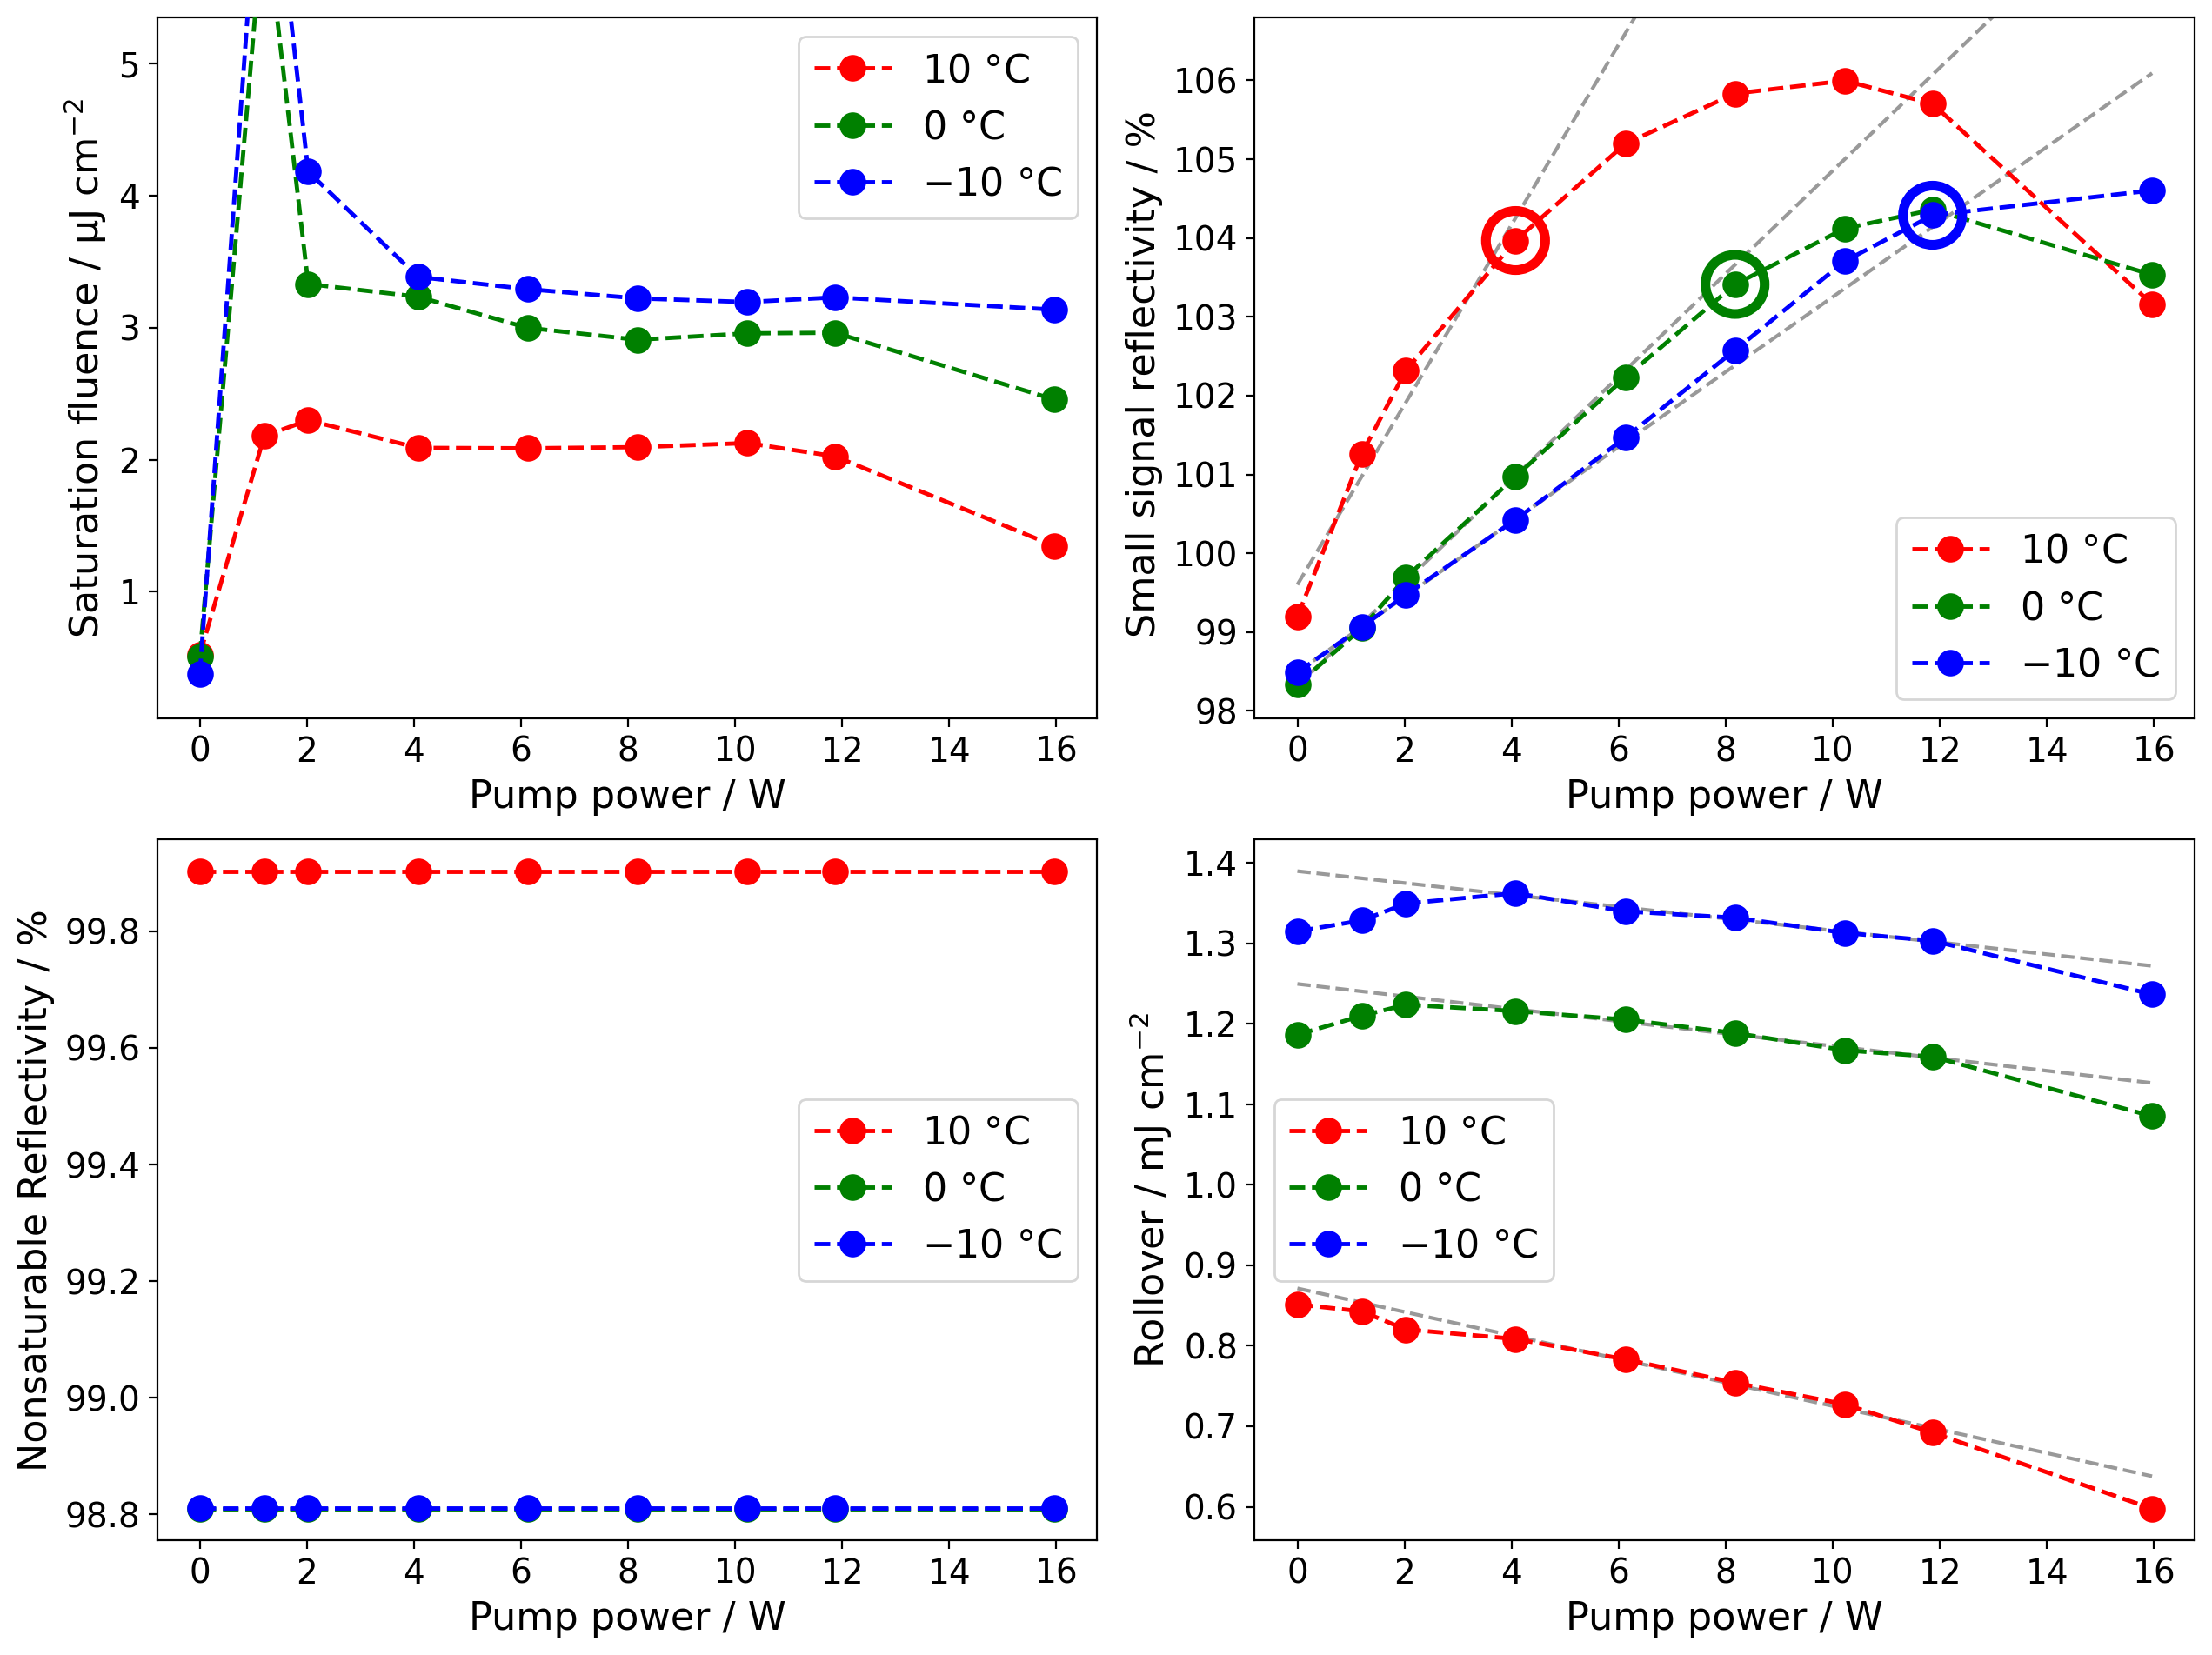 Saturation fluence / µJ cm⁻²
5
4
3
2
1
10 °C
0 °C
−10 °C
0 2 4 6 8 10 12 14 16
Pump power / W
Small signal reflectivity / %
106
105
104
103
102
101
100
99
98
10 °C
0 °C
−10 °C
0 2 4 6 8 10 12 14 16
Pump power / W
Nonsaturable Reflectivity / %
99.8
99.6
99.4
99.2
99.0
98.8
10 °C
0 °C
−10 °C
0 2 4 6 8 10 12 14 16
Pump power / W
Rollover / mJ cm⁻²
1.4
1.3
1.2
1.1
1.0
0.9
0.8
0.7
0.6
10 °C
0 °C
−10 °C
0 2 4 6 8 10 12 14 16
Pump power / W